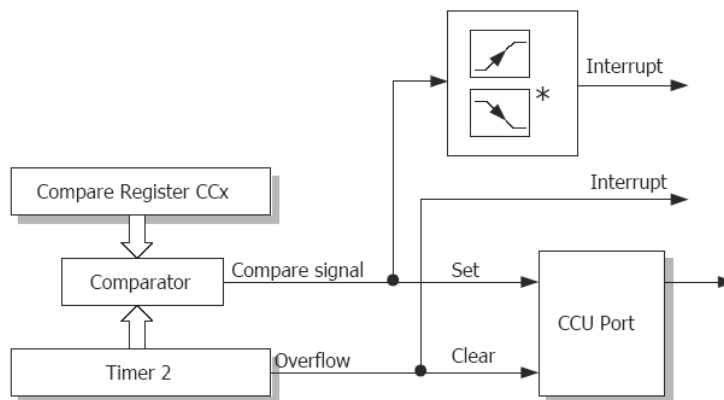 Interrupt
*
Compare Register CCx
Interrupt
Comparator
Compare signal
Set
CCU Port
Timer 2
Overflow
Clear